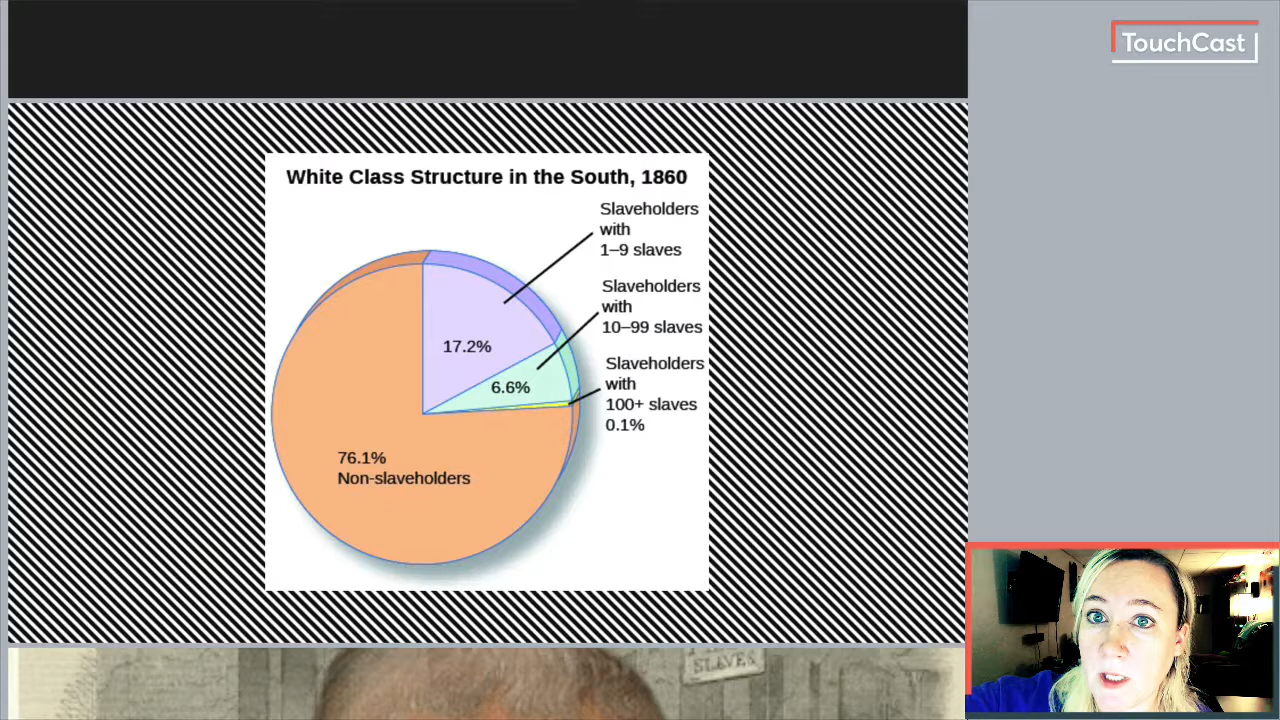 TouchCast
White Class Structure in the South, 1860
Slaveholders
with
1–9 slaves
Slaveholders
with
10–99 slaves
Slaveholders
with
100+ slaves
0.1%
17.2%
6.6%
76.1%
Non-slaveholders
SLAVES